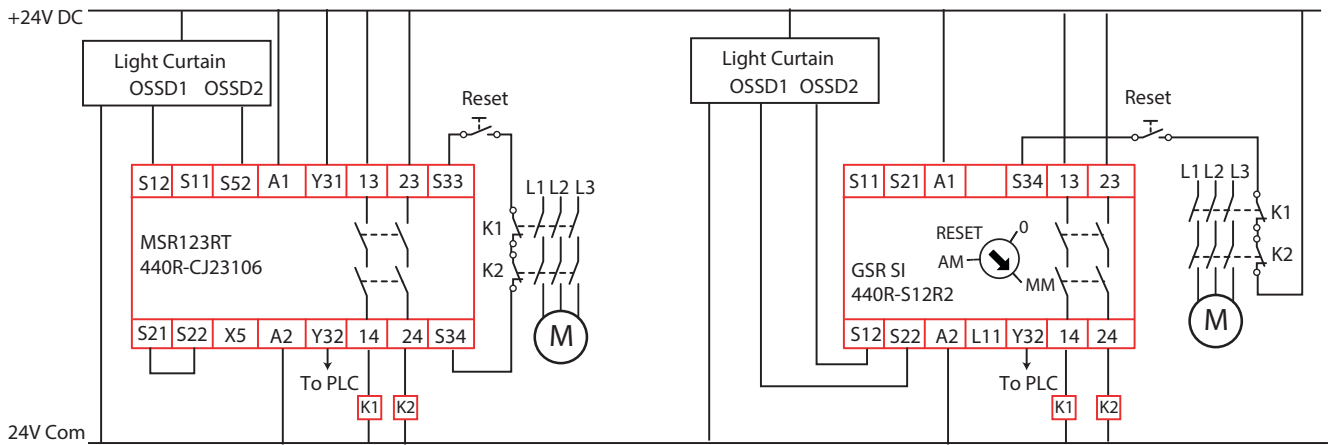 +24V DC
Light Curtain
OSSD1 OSSD2
Reset
S12 S11 S52 A1 Y31 13 23 S33
L1 L2 L3
K1
K2
MSR123RT
440R-CJ23106
M
S21 S22 X5 A2 Y32 14 24 S34
To PLC
K1 K2
24V Com
Light Curtain
OSSD1 OSSD2
Reset
S11 S21 A1 S34 13 23
L1 L2 L3
K1
K2
RESET
0
AM
MM
GSR SI
440R-S12R2
M
S12 S22 A2 L11 Y32 14 24
To PLC
K1 K2